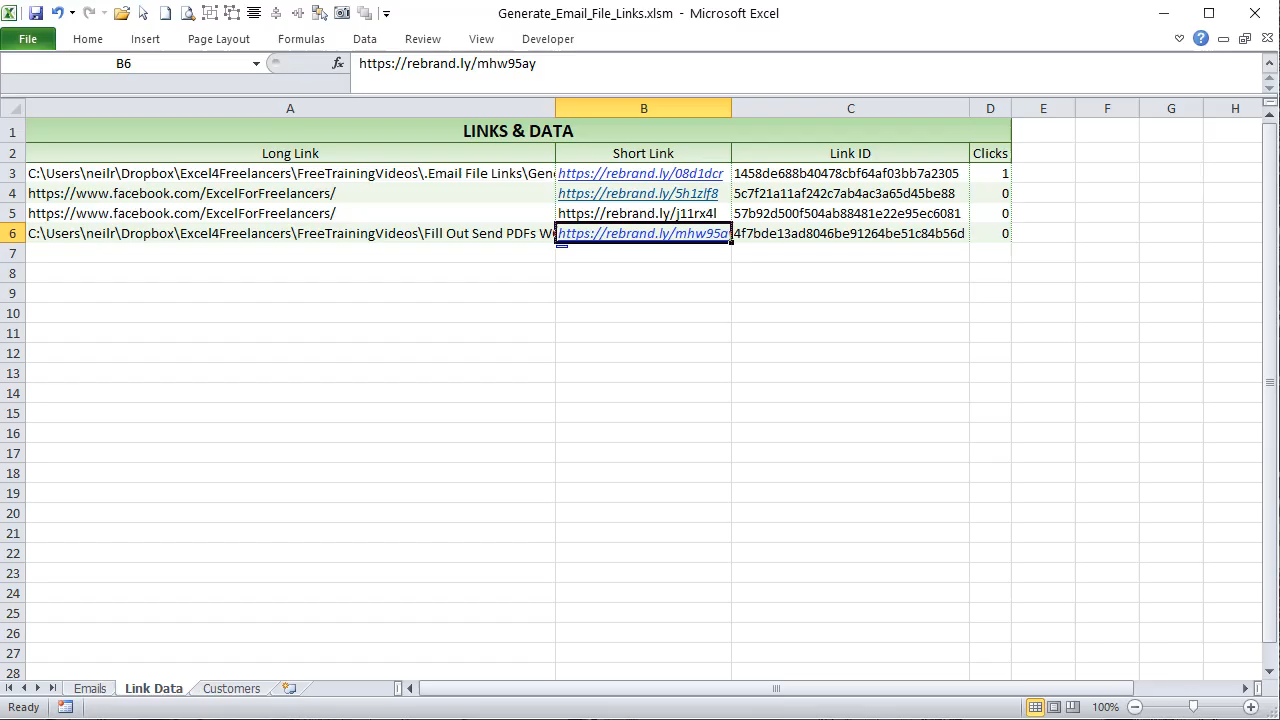 Generate_Email_File_Links.xlsm - Microsoft Excel
File Home Insert Page Layout Formulas Data Review View Developer
B6 fx https://rebrand.ly/mhw95ay
A B C D E F G H
1 LINKS & DATA
2 Long Link Short Link Link ID Clicks
3 C:\Users\neilr\Dropbox\Excel4Freelancers\FreeTrainingVideos\.Email File Links\Gene https://rebrand.ly/08d1dcr 1458de688b40478cbf64af03bb7a2305 1
4 https://www.facebook.com/ExcelForFreelancers/ https://rebrand.ly/5h1zlf8 5c7f21a11af242c7ab4ac3a65d45be88 0
5 https://www.facebook.com/ExcelForFreelancers/ https://rebrand.ly/j11rx4l 57b92d500f504ab88481e22e95ec6081 0
6 C:\Users\neilr\Dropbox\Excel4Freelancers\FreeTrainingVideos\Fill Out Send PDFs W https://rebrand.ly/mhw95a 4f7bde13ad8046be91264be51c84b56d 0
7
8
9
10
11
12
13
14
15
16
17
18
19
20
21
22
23
24
25
26
27
28
Emails Link Data Customers
Ready 100%